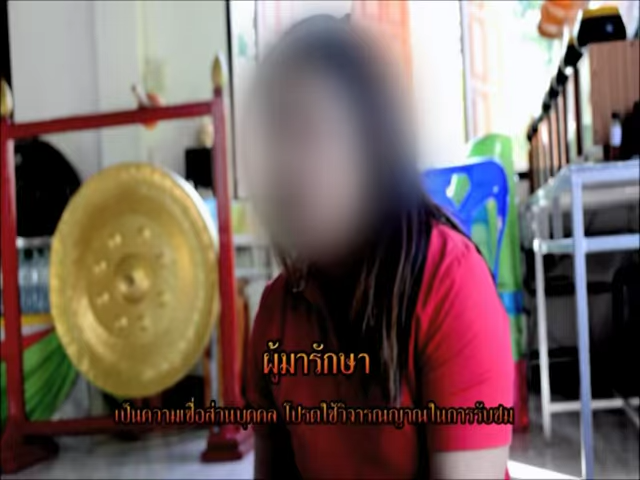 ผู้มารักษา
เป็นความเชื่อส่วนบุคคล โปรดใช้วิจารณญาณในการรับชม